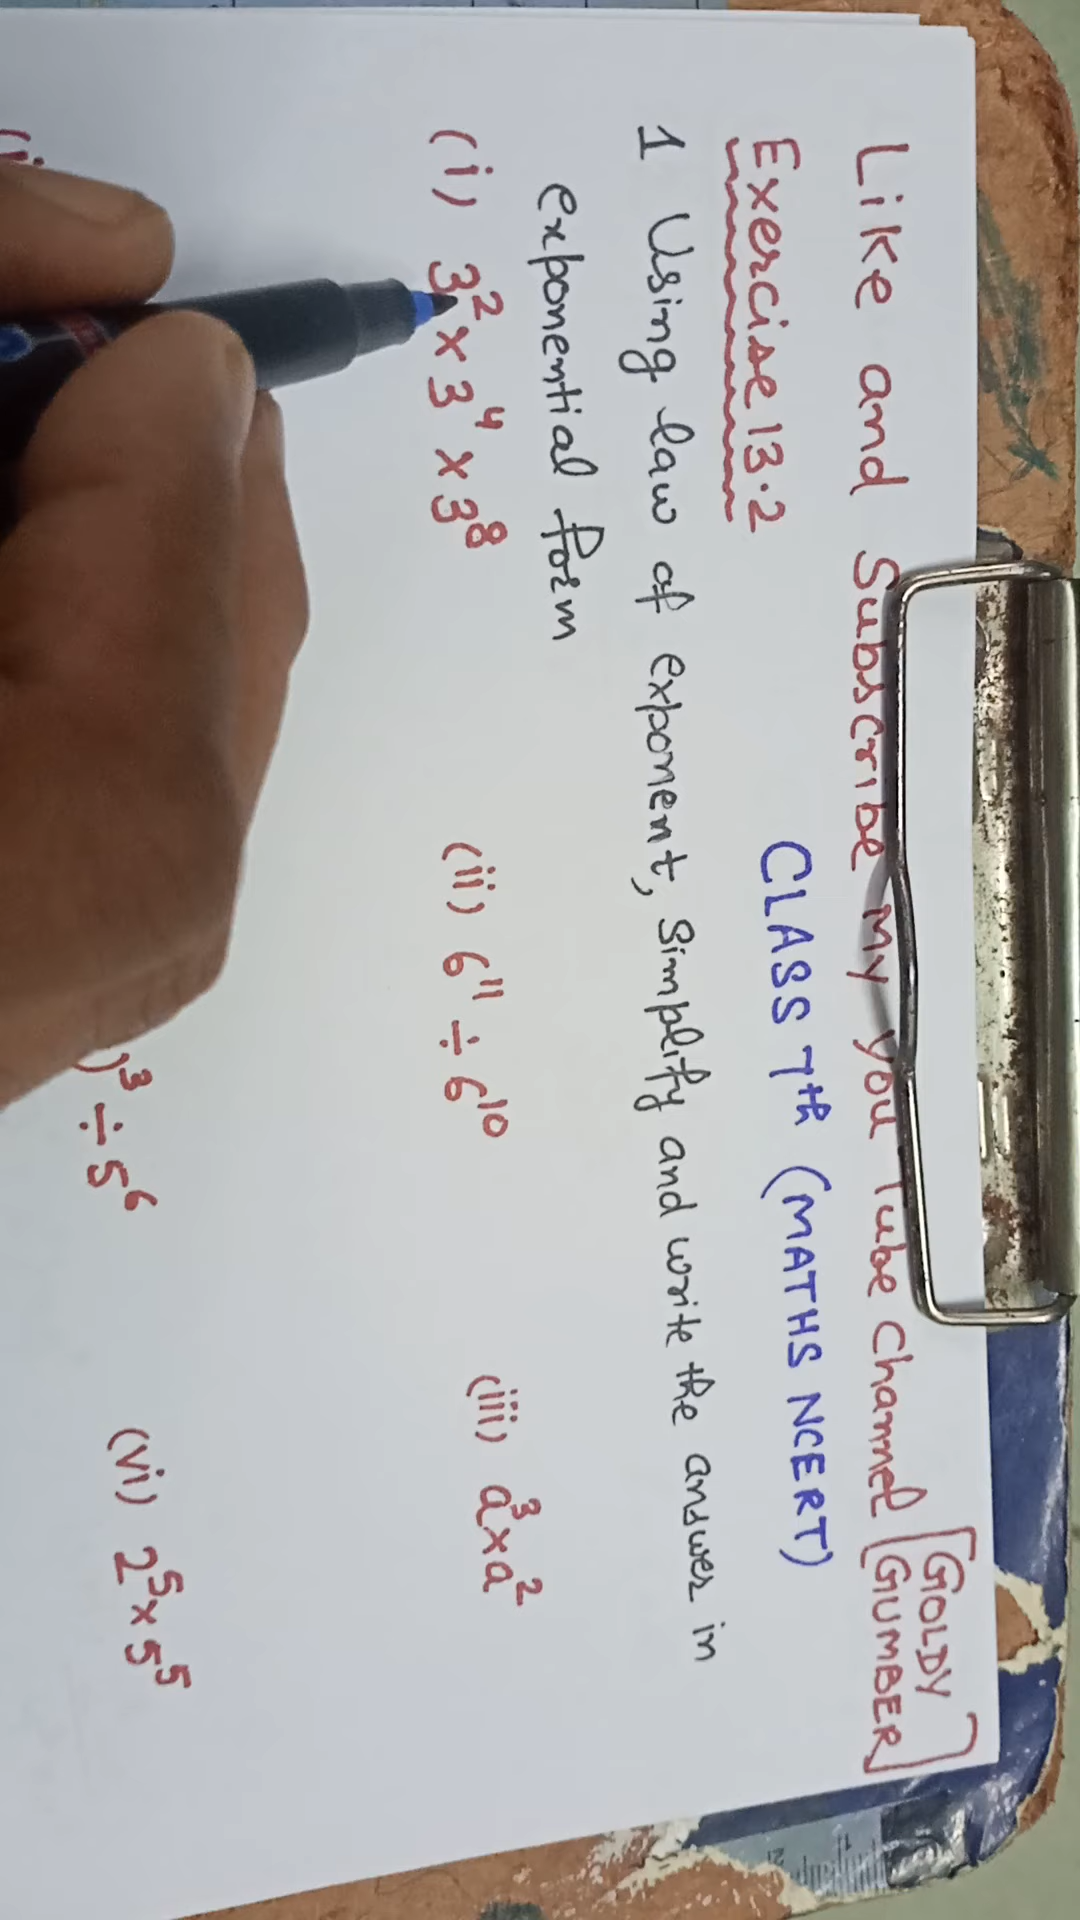 Like and Subscribe my you Tube Channel [GOLDY GUMBER]
Exercise 13.2 CLASS 7th (MATHS NCERT)
1 Using law of exponent, Simplify and write the answer in
exponential form
(i) 3² × 3⁴ × 3⁸ (ii) 6¹¹ ÷ 6¹⁰ (iii) a³ × a²
)³ ÷ 5⁶ (vi) 2⁵ × 5⁵